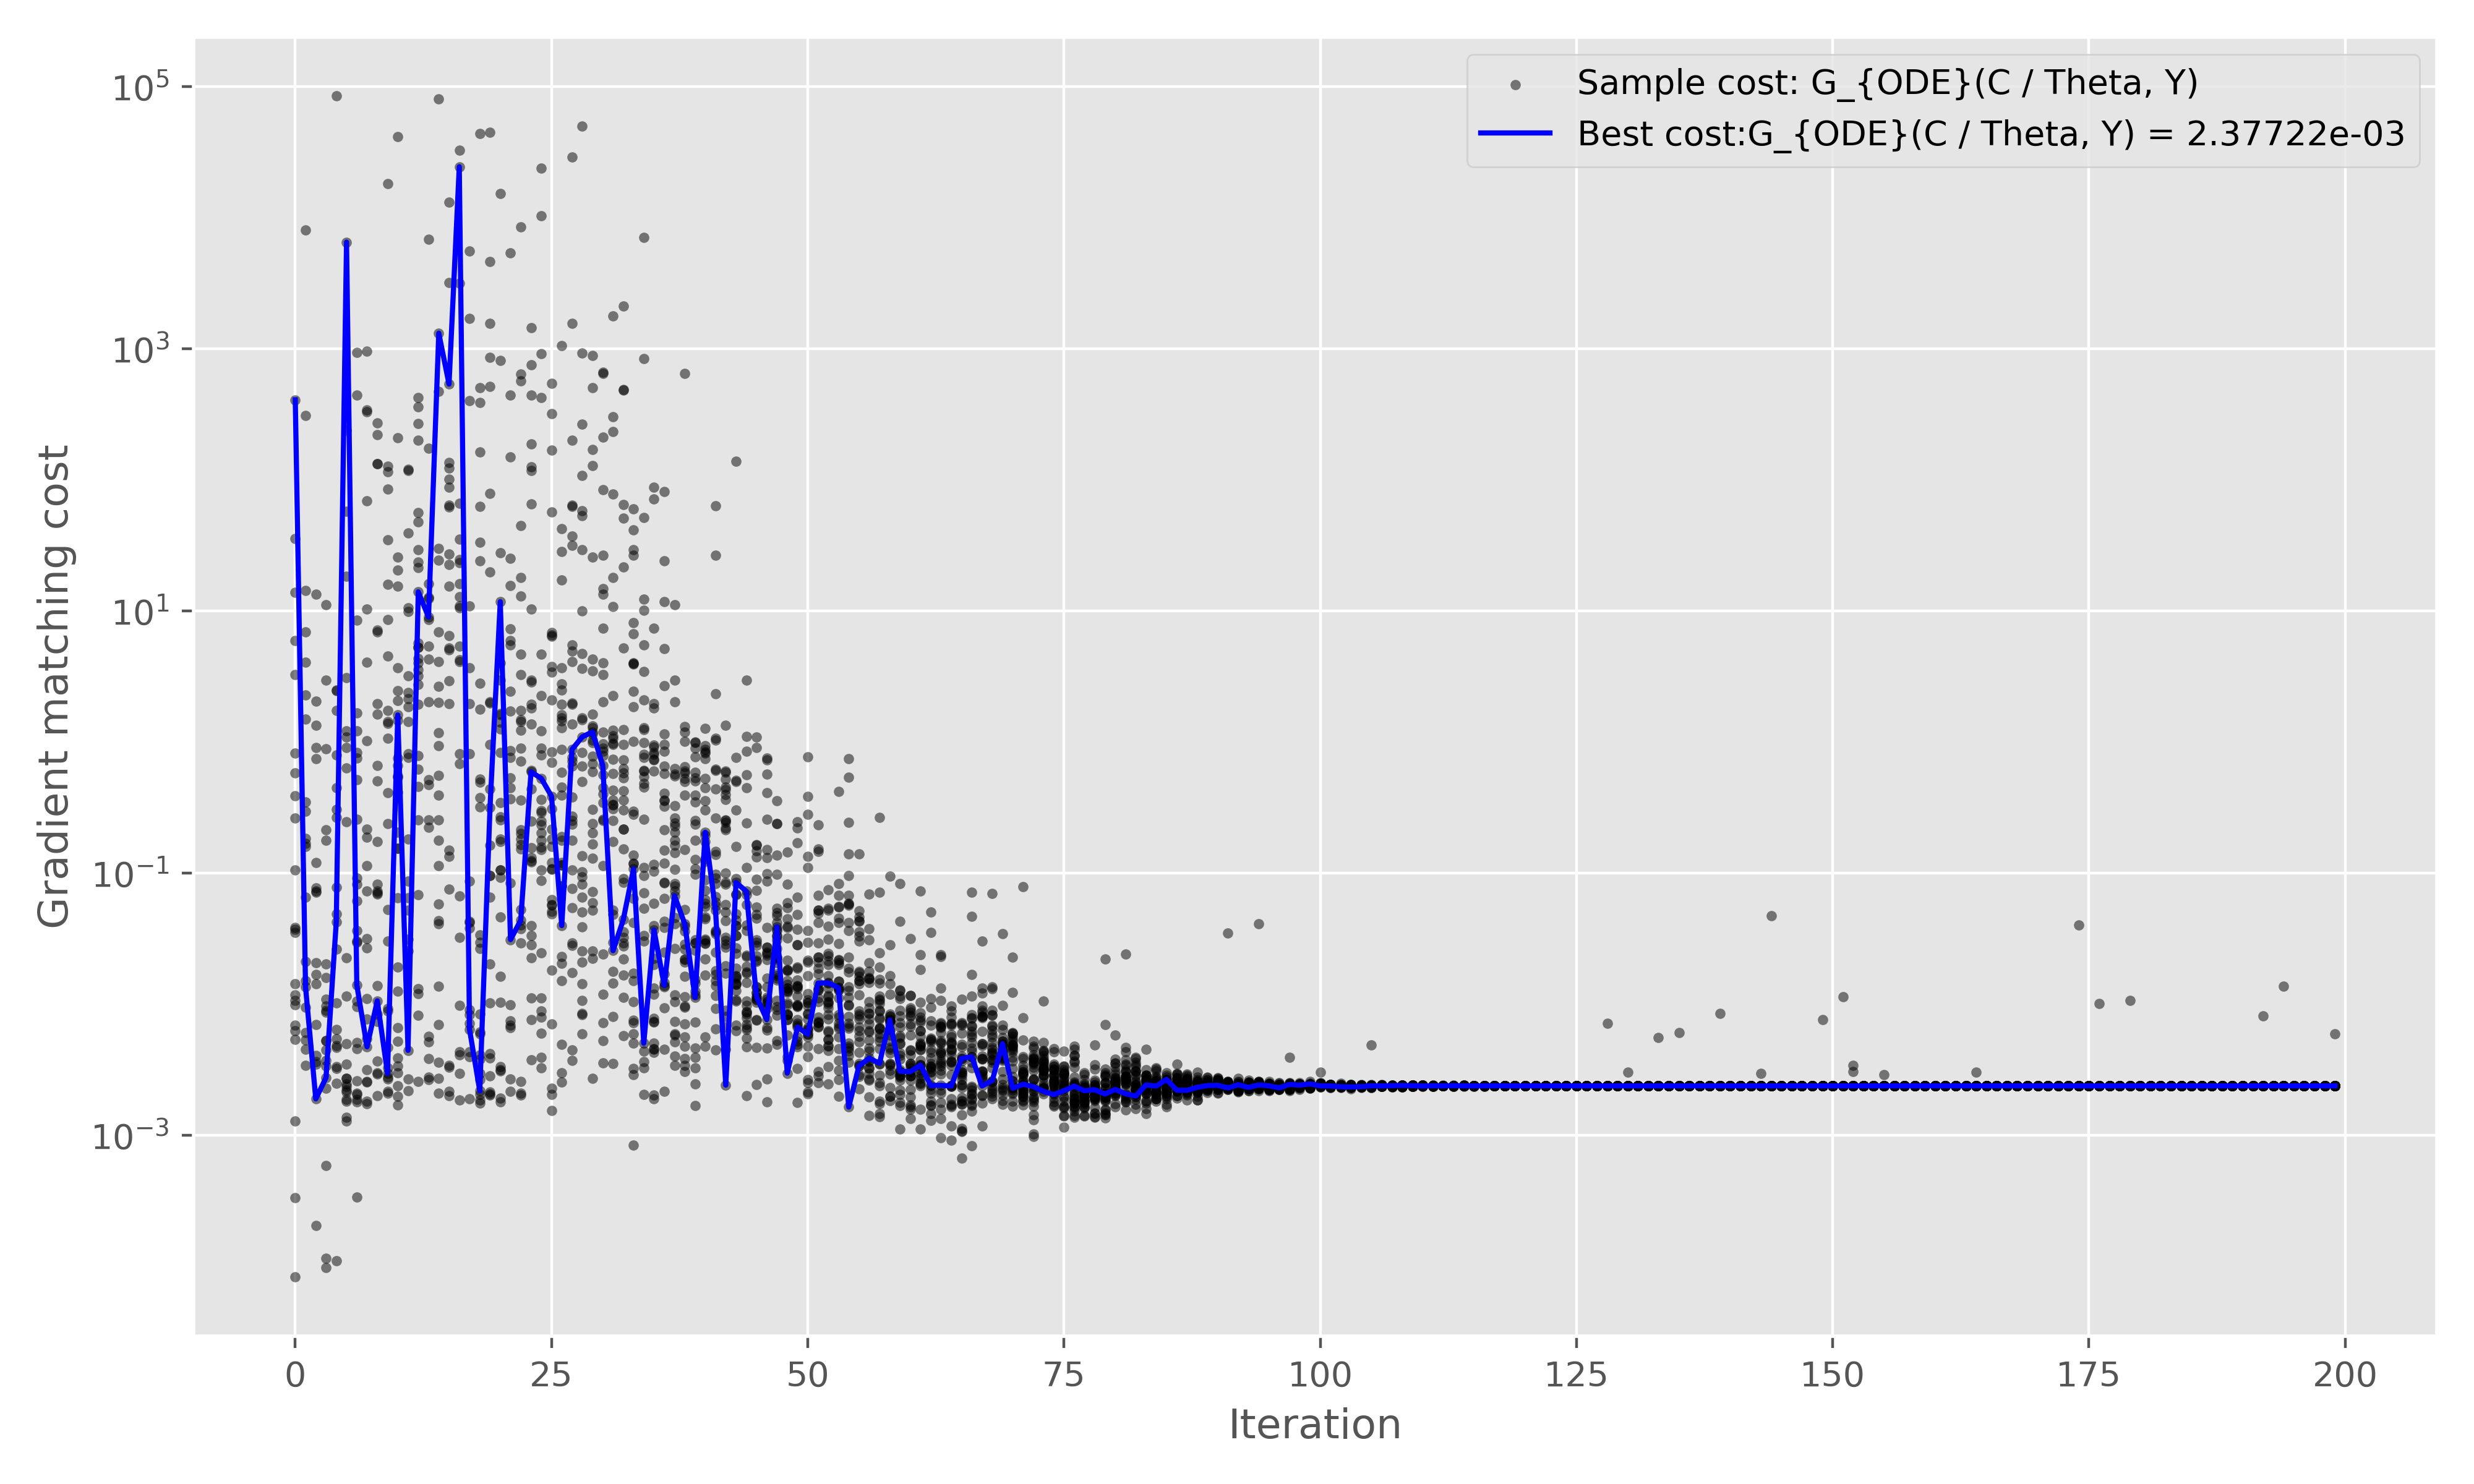 10^5
10^3
10^1
10^{-1}
10^{-3}
Gradient matching cost
Sample cost: G_{ODE}(C / Theta, Y)
Best cost:G_{ODE}(C / Theta, Y) = 2.37722e-03
0 25 50 75 100 125 150 175 200
Iteration